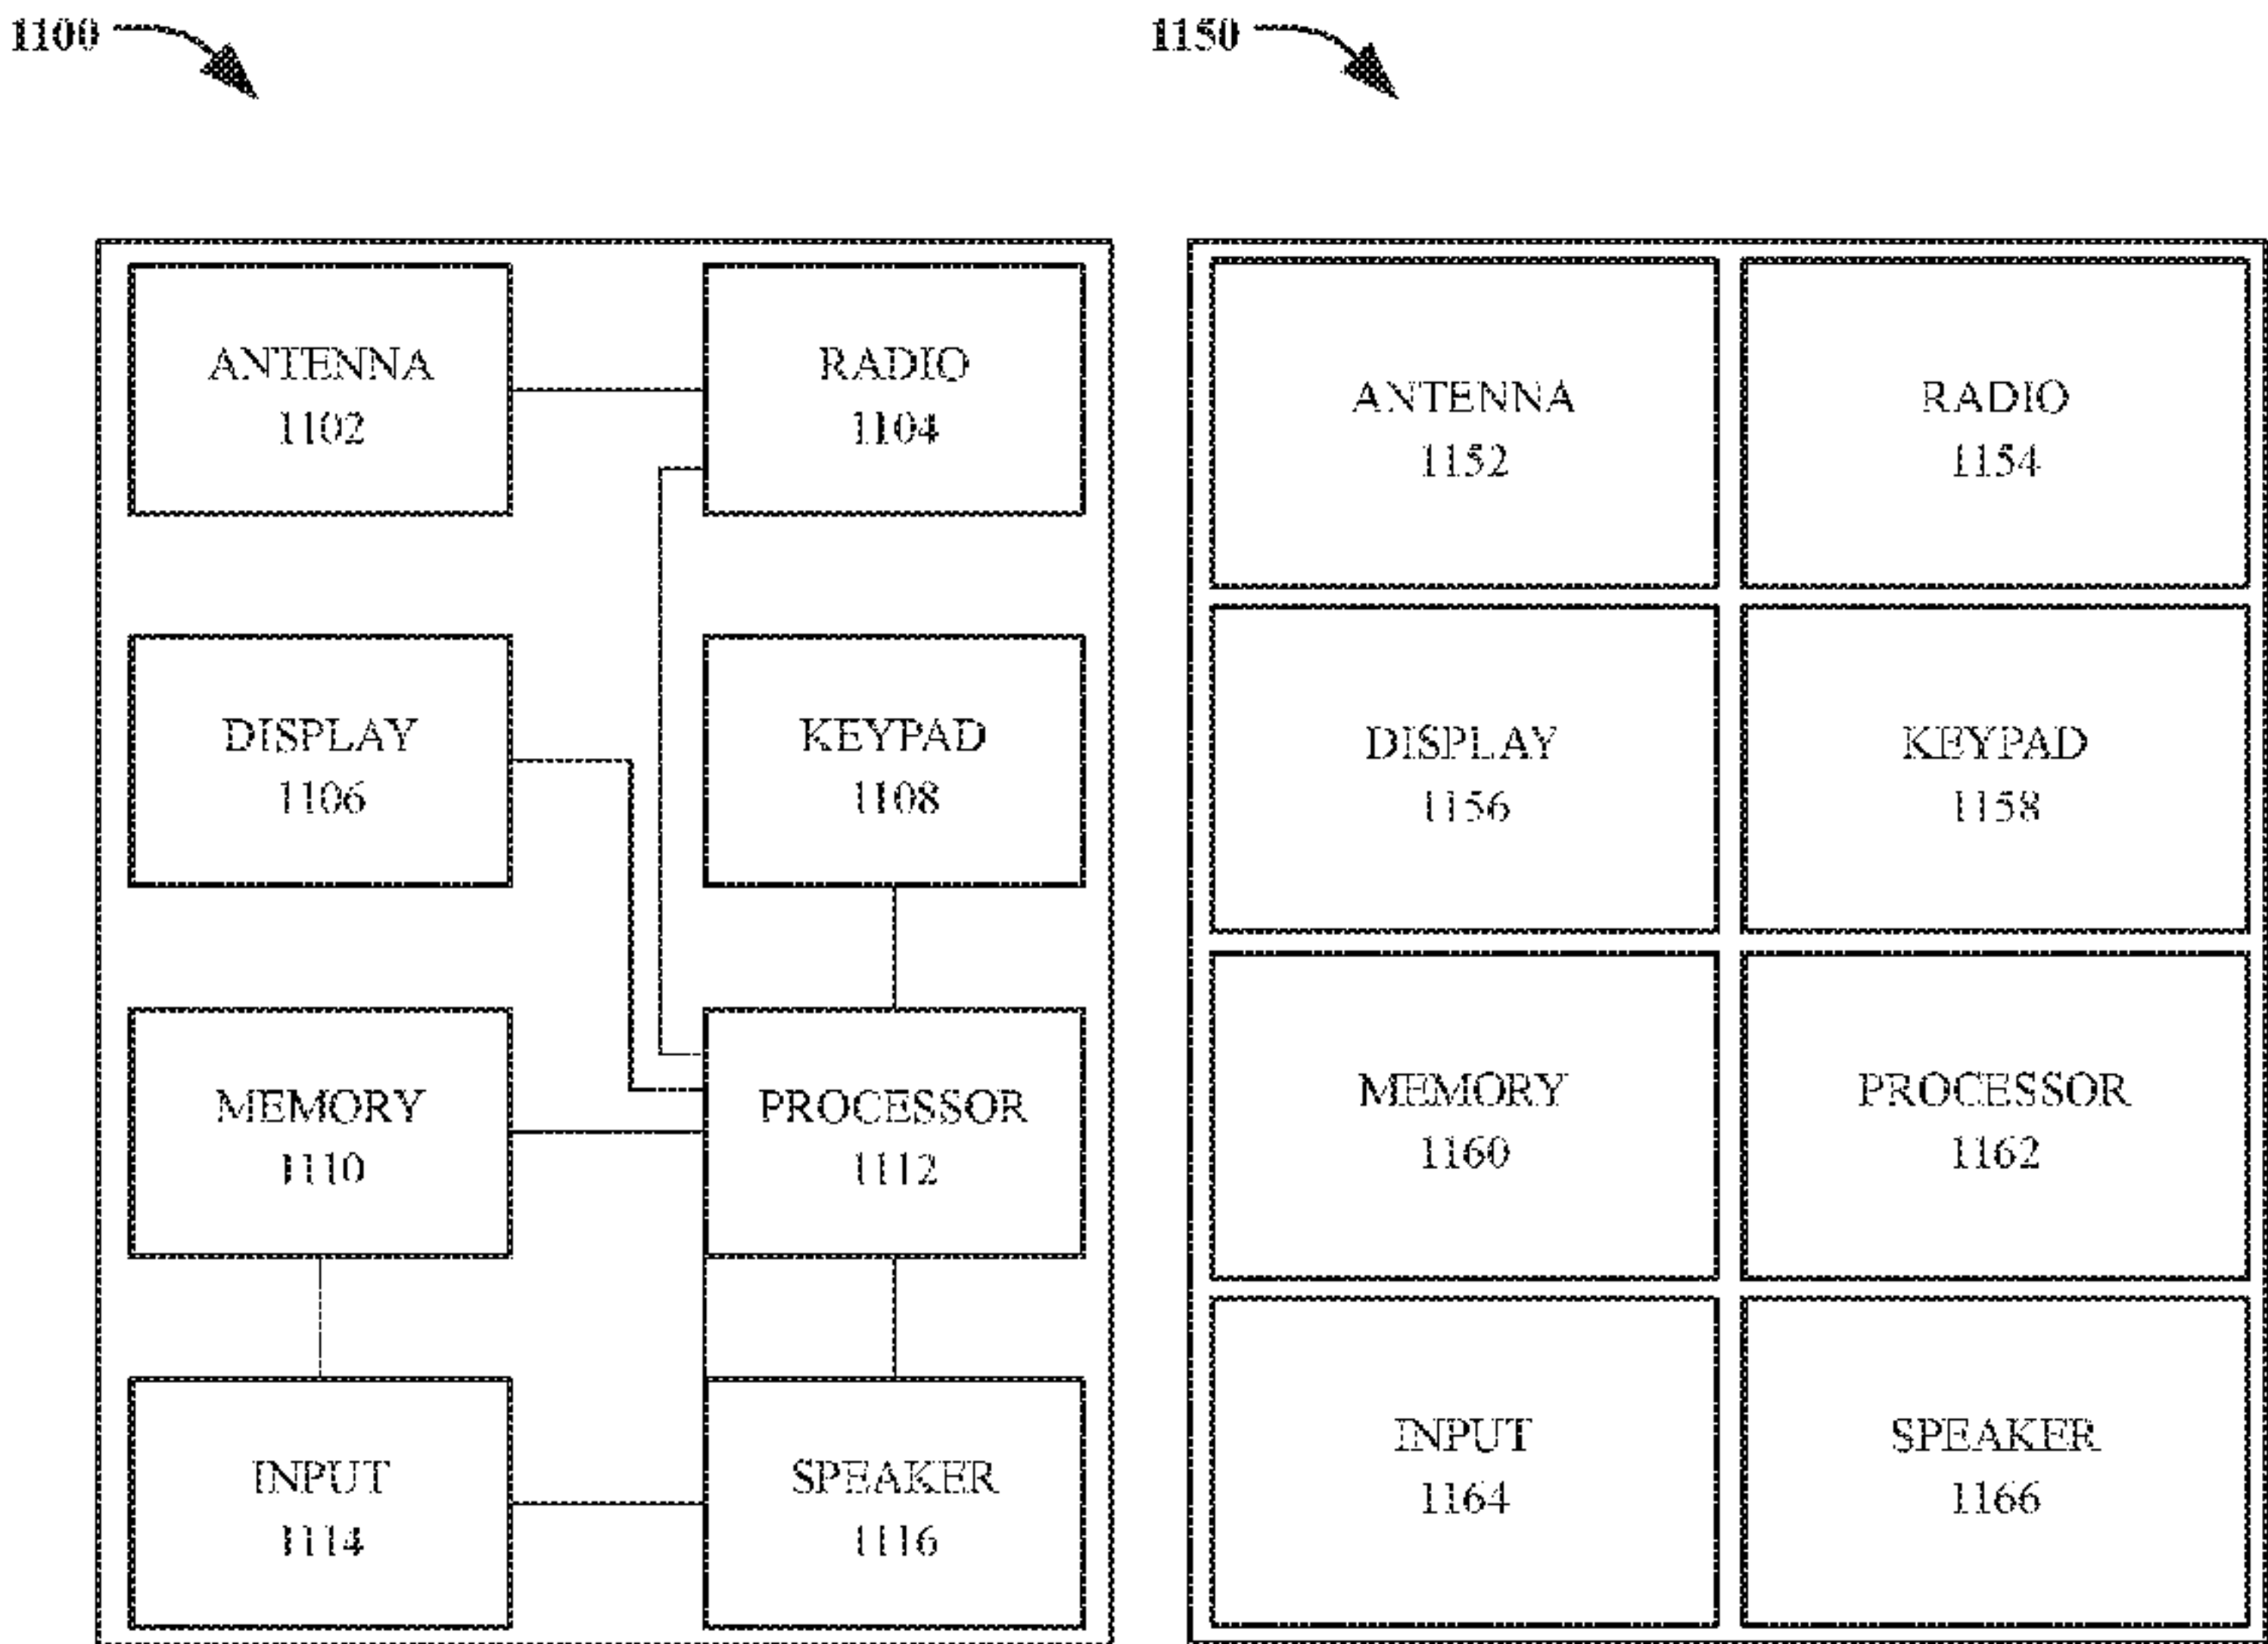 1100
1150
ANTENNA
1102
RADIO
1104
DISPLAY
1106
KEYPAD
1108
MEMORY
1110
PROCESSOR
1112
INPUT
1114
SPEAKER
1116
ANTENNA
1152
RADIO
1154
DISPLAY
1156
KEYPAD
1158
MEMORY
1160
PROCESSOR
1162
INPUT
1164
SPEAKER
1166